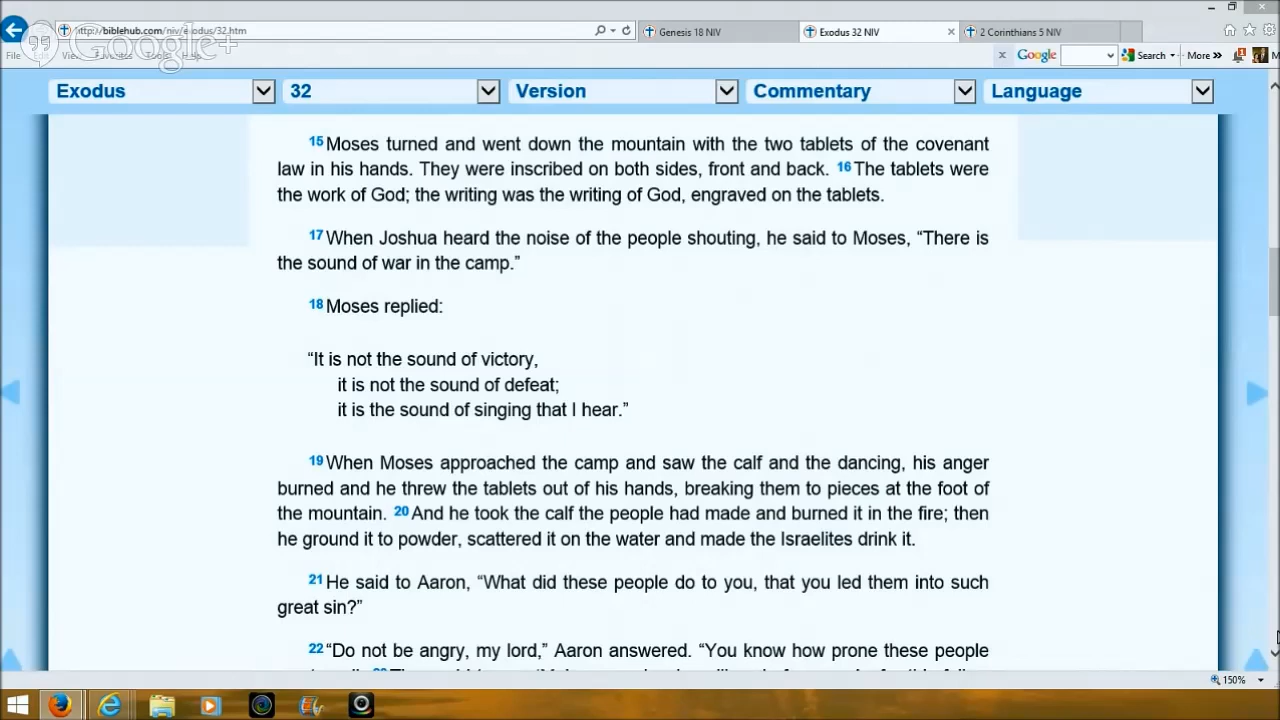 http://biblehub.com/niv/exodus/32.htm
Genesis 18 NIV
Exodus 32 NIV
2 Corinthians 5 NIV
Google+
File
Favorites
Tools
Help
Google
Search
More »
Exodus
32
Version
Commentary
Language
15 Moses turned and went down the mountain with the two tablets of the covenant
law in his hands. They were inscribed on both sides, front and back. 16 The tablets were
the work of God; the writing was the writing of God, engraved on the tablets.
17 When Joshua heard the noise of the people shouting, he said to Moses, “There is
the sound of war in the camp.”
18 Moses replied:
“It is not the sound of victory,
it is not the sound of defeat;
it is the sound of singing that I hear.”
19 When Moses approached the camp and saw the calf and the dancing, his anger
burned and he threw the tablets out of his hands, breaking them to pieces at the foot of
the mountain. 20 And he took the calf the people had made and burned it in the fire; then
he ground it to powder, scattered it on the water and made the Israelites drink it.
21 He said to Aaron, “What did these people do to you, that you led them into such
great sin?”
22 “Do not be angry, my lord,” Aaron answered. “You know how prone these people
150%